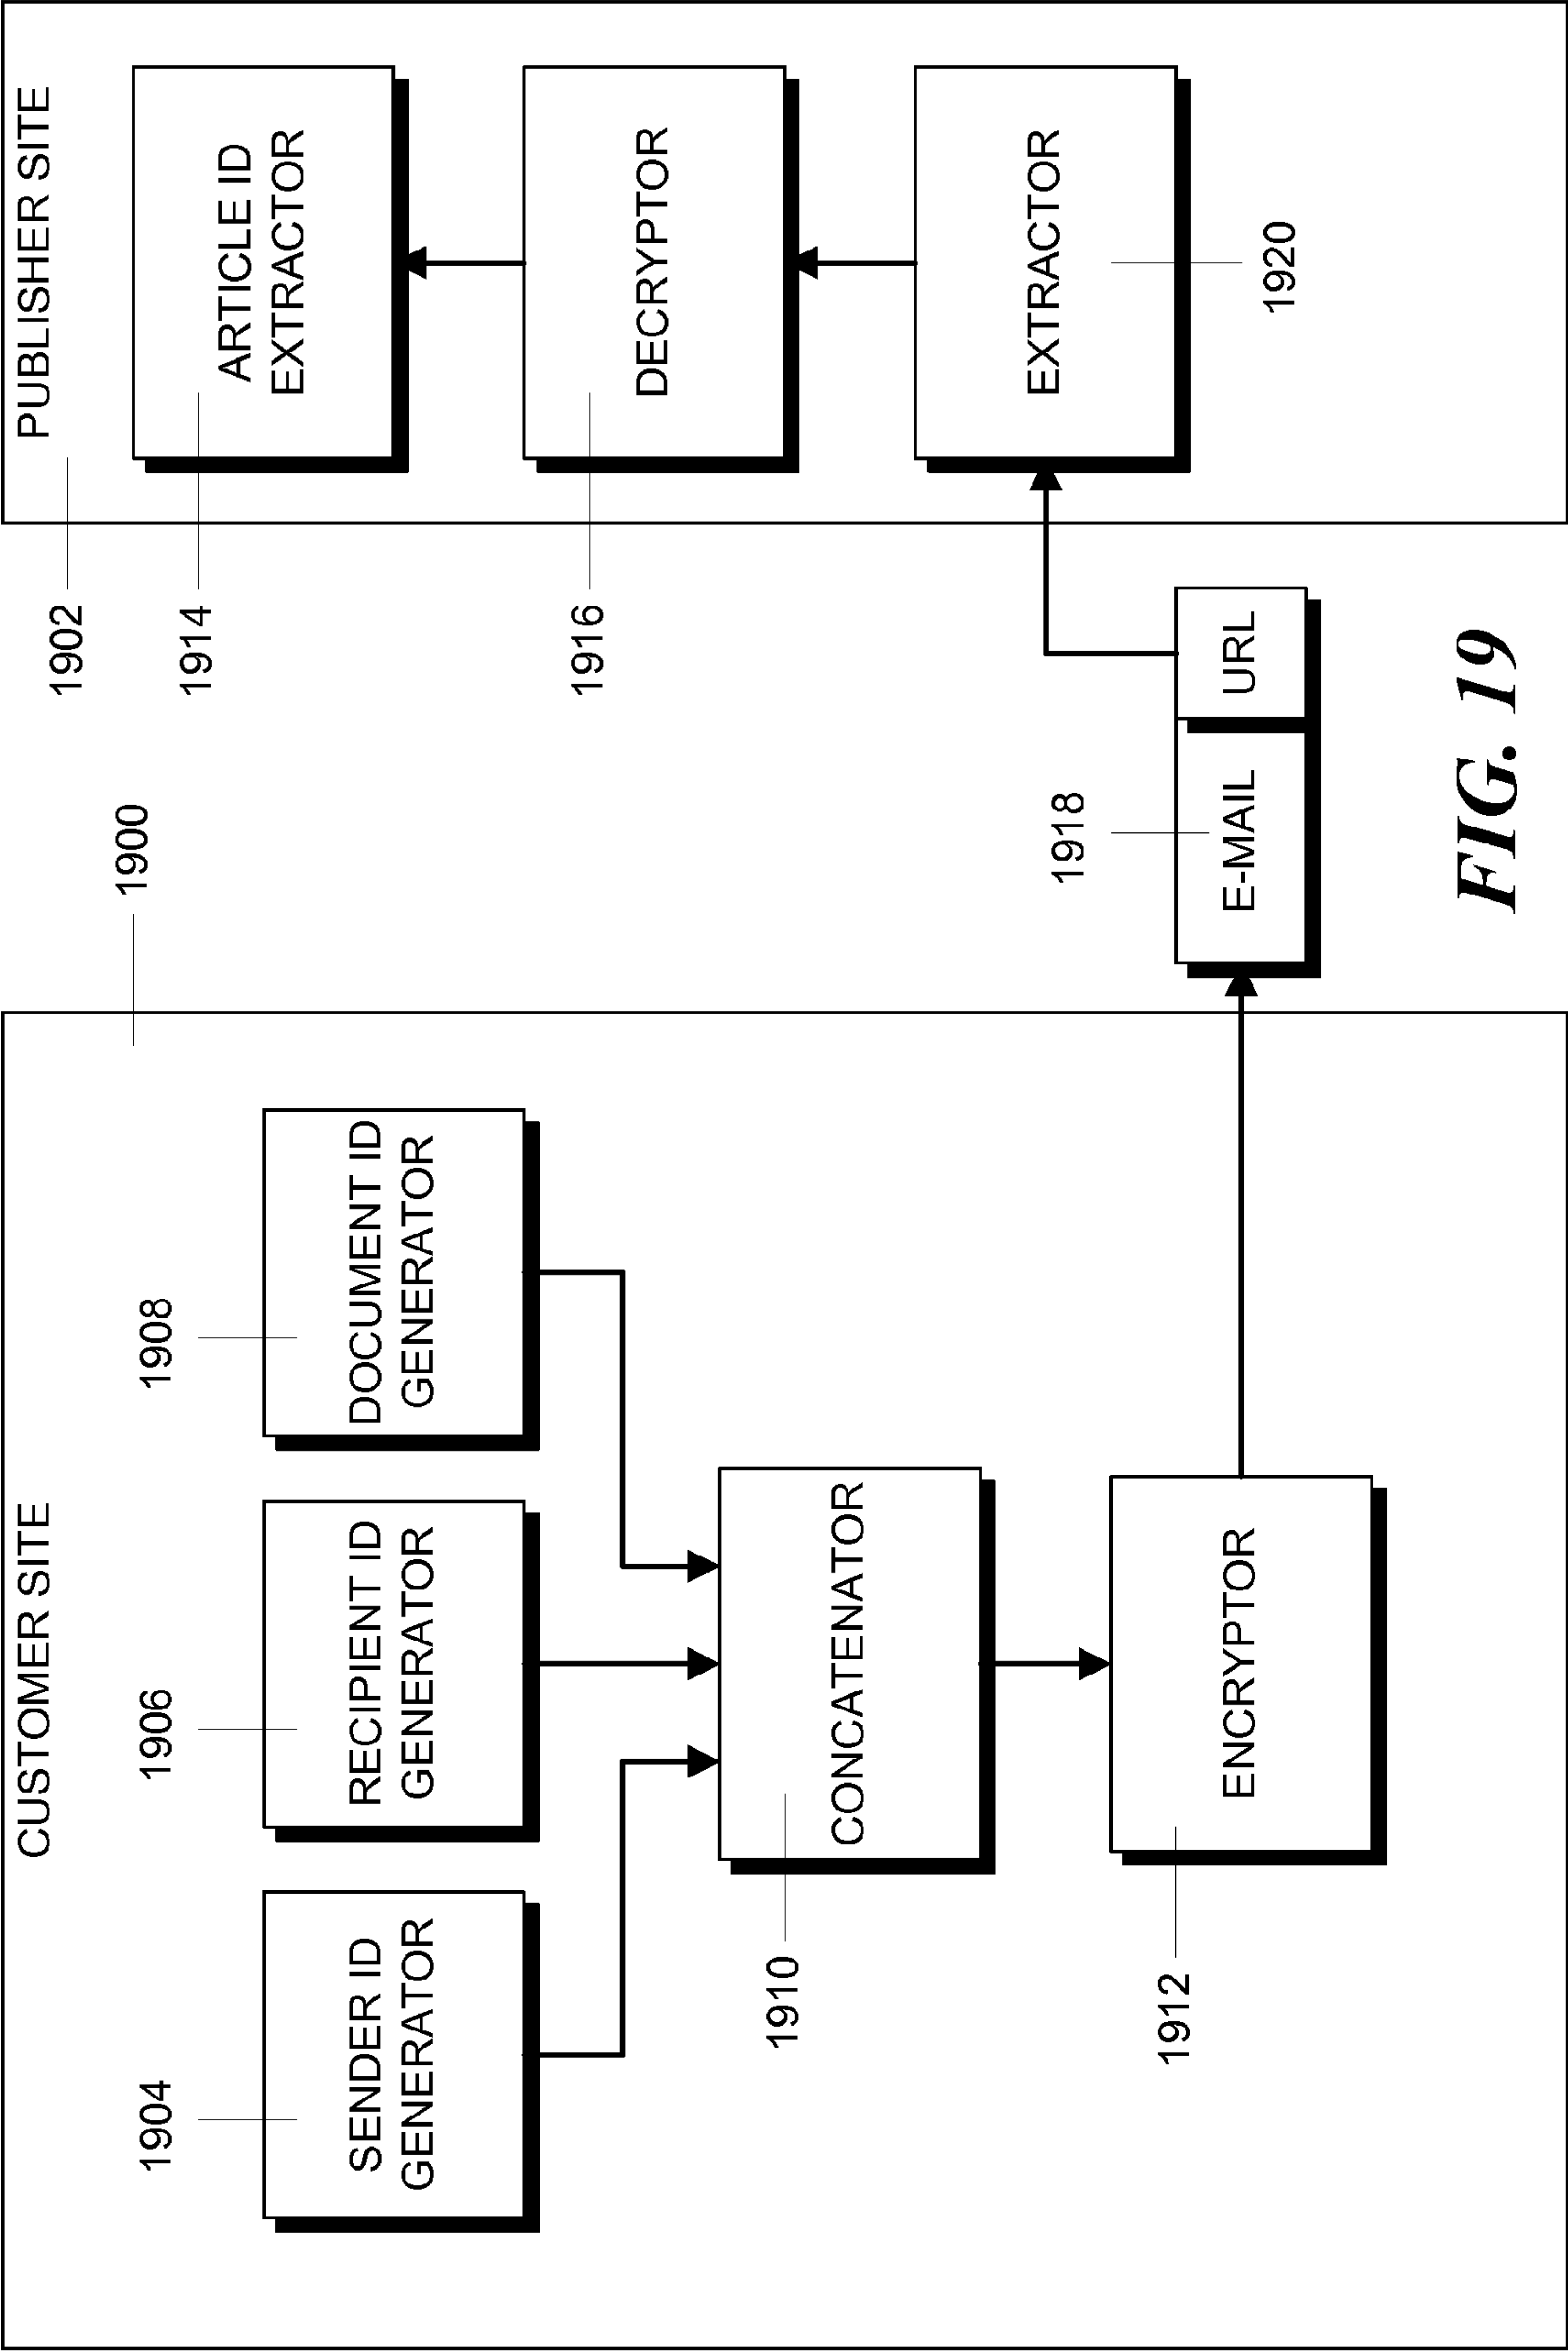 CUSTOMER SITE
PUBLISHER SITE
1904
1906
1908
1900
1902
1914
SENDER ID
GENERATOR
RECIPIENT ID
GENERATOR
DOCUMENT ID
GENERATOR
ARTICLE ID
EXTRACTOR
1910
CONCATENATOR
1916
DECRYPTOR
1912
ENCRYPTOR
1918
E-MAIL
URL
EXTRACTOR
1920
FIG. 19